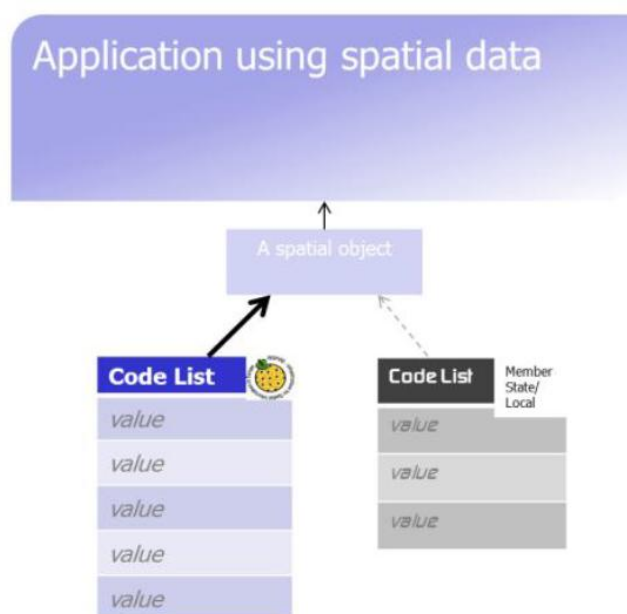 Application using spatial data
A spatial object
Code List
value
value
value
value
value
Code List
Member
State/
Local
value
value
value